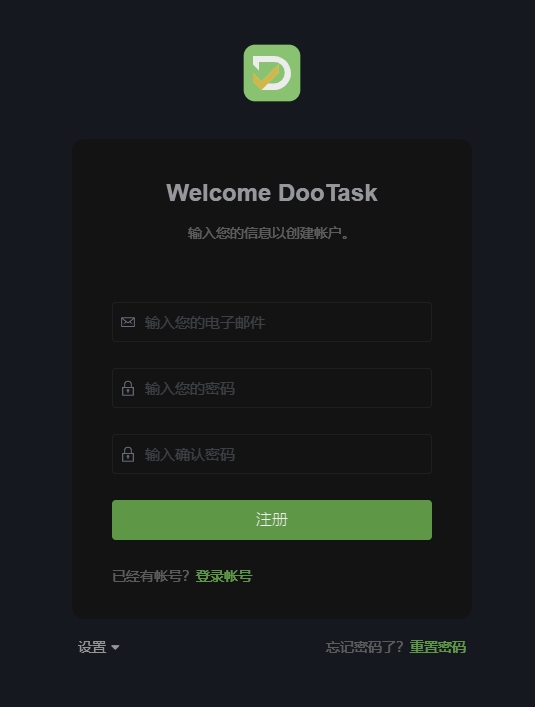 Welcome DooTask
输入您的信息以创建帐户。
输入您的电子邮件
输入您的密码
输入确认密码
注册
已经有帐号？登录帐号
设置
忘记密码了？重置密码